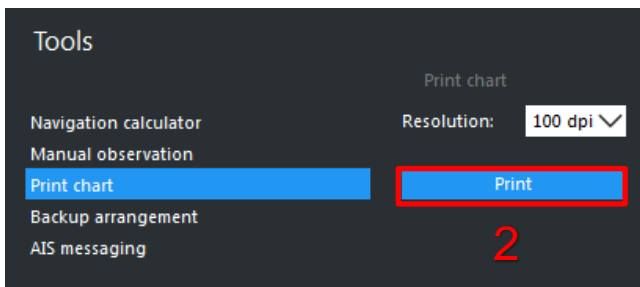 Tools
Print chart
Resolution: 100 dpi
Navigation calculator
Manual observation
Print chart
Backup arrangement
AIS messaging
Print
2